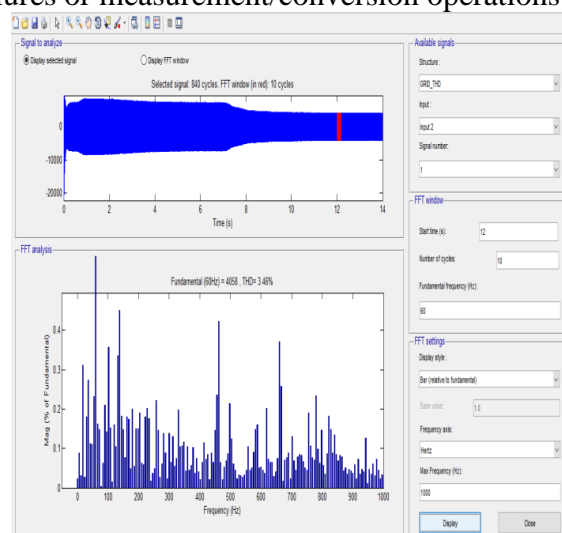 ures of measurement/conversion operations
Signal to analyze
Display selected signal
Display FFT window
Selected signal: 840 cycles. FFT window (in red): 10 cycles
0
-10000
-20000
0 2 4 6 8 10 12 14
Time (s)
FFT analysis
Fundamental (60Hz) = 4058 , THD= 3.46%
Mag (% of Fundamental)
0.4
0.3
0.2
0.1
0
0 100 200 300 400 500 600 700 800 900 1000
Frequency (Hz)
Available signals
Structure :
GRID_THD
Input :
input 2
Signal number:
1
FFT window
Start time (s): 12
Number of cycles: 10
Fundamental frequency (Hz):
60
FFT settings
Display style :
Bar (relative to fundamental)
Base value: 1.0
Frequency axis:
Hertz
Max Frequency (Hz):
1000
Display
Close